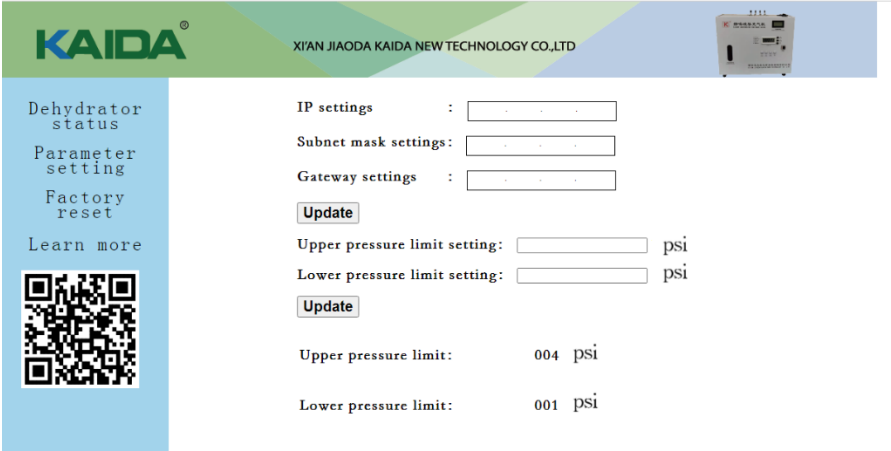 KAIDA®
XI'AN JIAODA KAIDA NEW TECHNOLOGY CO.,LTD
Dehydrator
status
Parameter
setting
Factory
reset
Learn more
IP settings : . . .
Subnet mask settings: . . .
Gateway settings : . . .
Update
Upper pressure limit setting: psi
Lower pressure limit setting: psi
Update
Upper pressure limit: 004 psi
Lower pressure limit: 001 psi